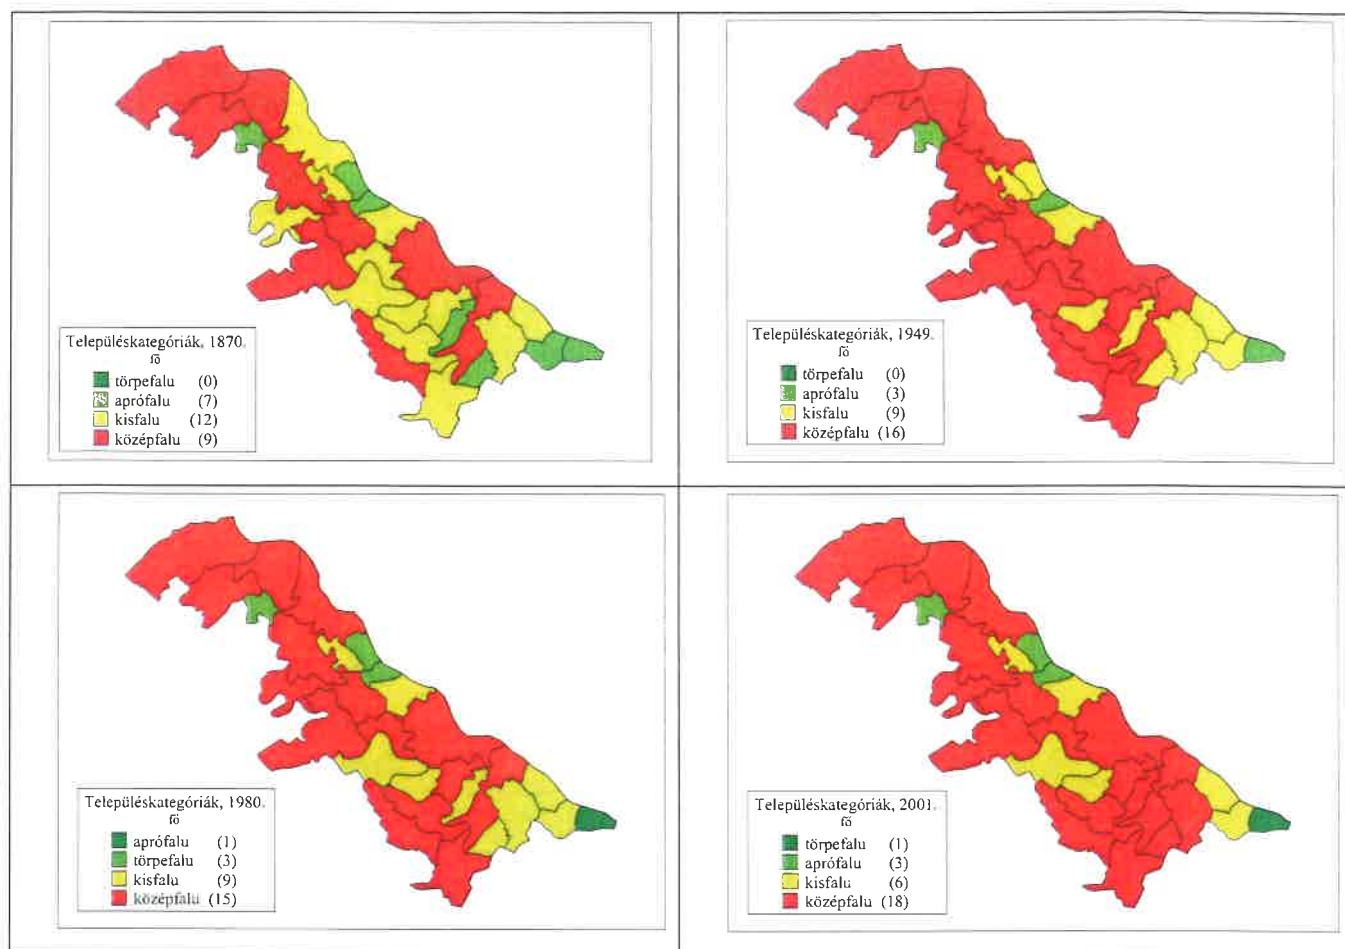 Településkategóriák, 1870.
fő
törpefalu (0)
aprófalu (7)
kisfalu (12)
középfalu (9)
Településkategóriák, 1949.
fő
törpefalu (0)
aprófalu (3)
kisfalu (9)
középfalu (16)
Településkategóriák, 1980.
fő
aprófalu (1)
törpefalu (3)
kisfalu (9)
középfalu (15)
Településkategóriák, 2001.
fő
törpefalu (1)
aprófalu (3)
kisfalu (6)
középfalu (18)